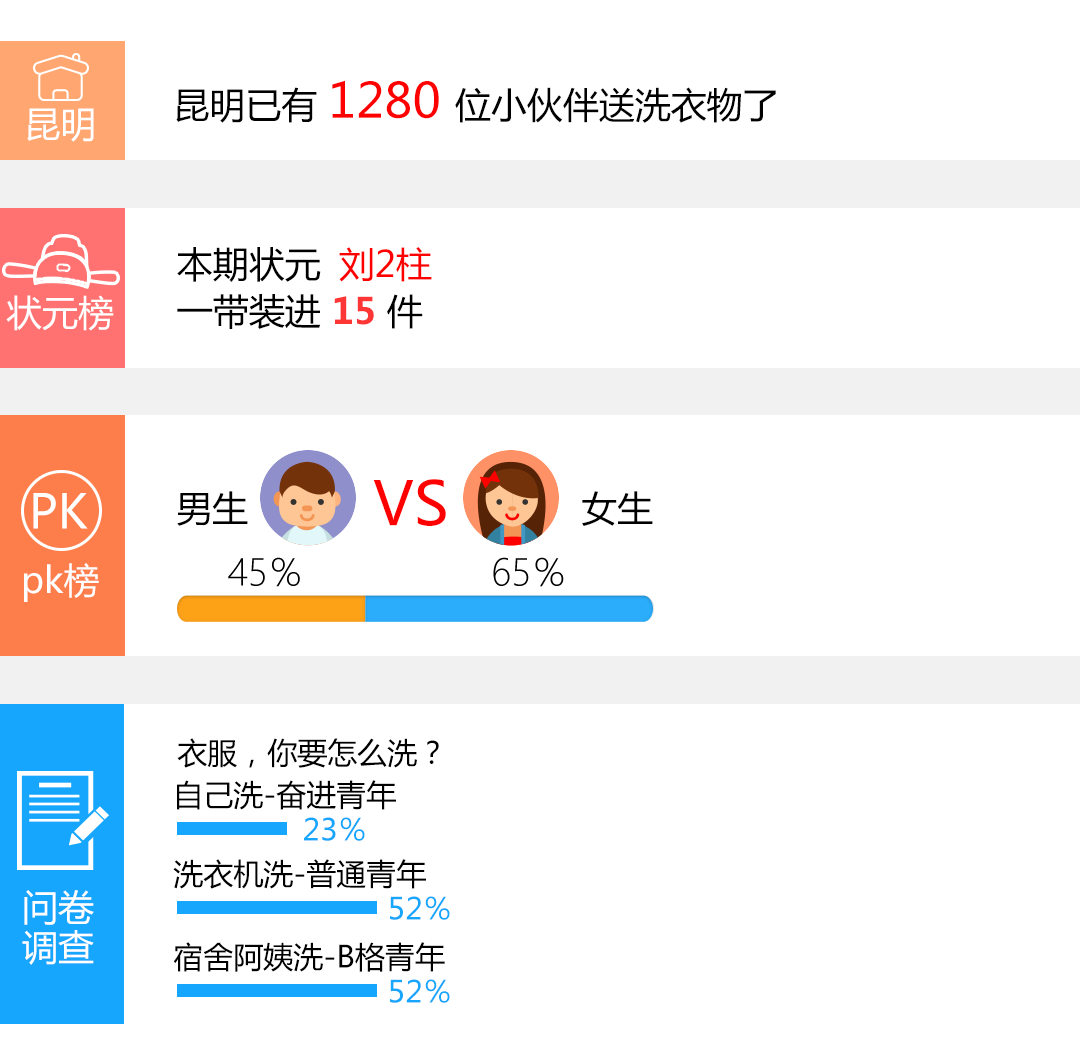 昆明
昆明已有 1280 位小伙伴送洗衣物了
状元榜
本期状元 刘2柱
一带装进 15 件
PK
pk榜
男生 VS 女生
45% 65%
问卷
调查
衣服，你要怎么洗？
自己洗-奋进青年
23%
洗衣机洗-普通青年
52%
宿舍阿姨洗-B格青年
52%